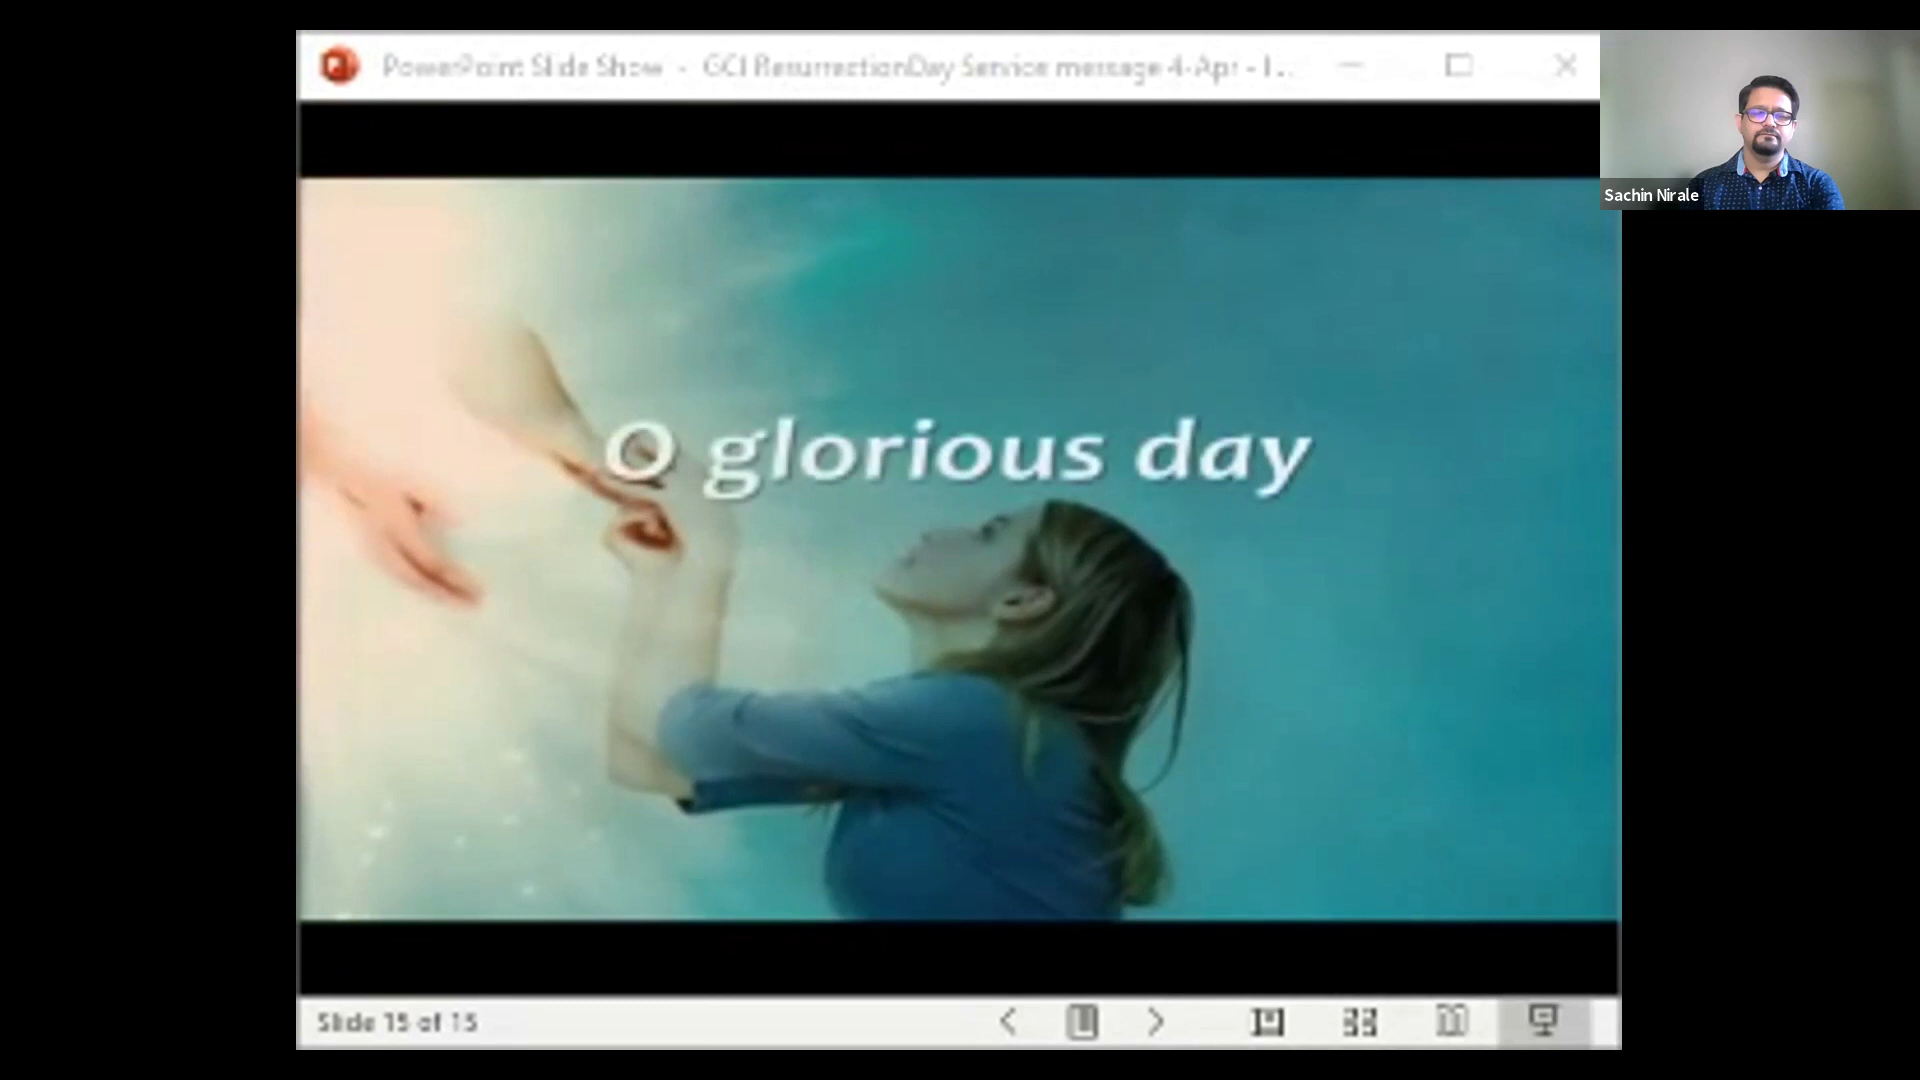 PowerPoint Slide Show - GCI ResurrectionDay Service message 4-Apr - I...
Sachin Nirale
O glorious day
Slide 15 of 15